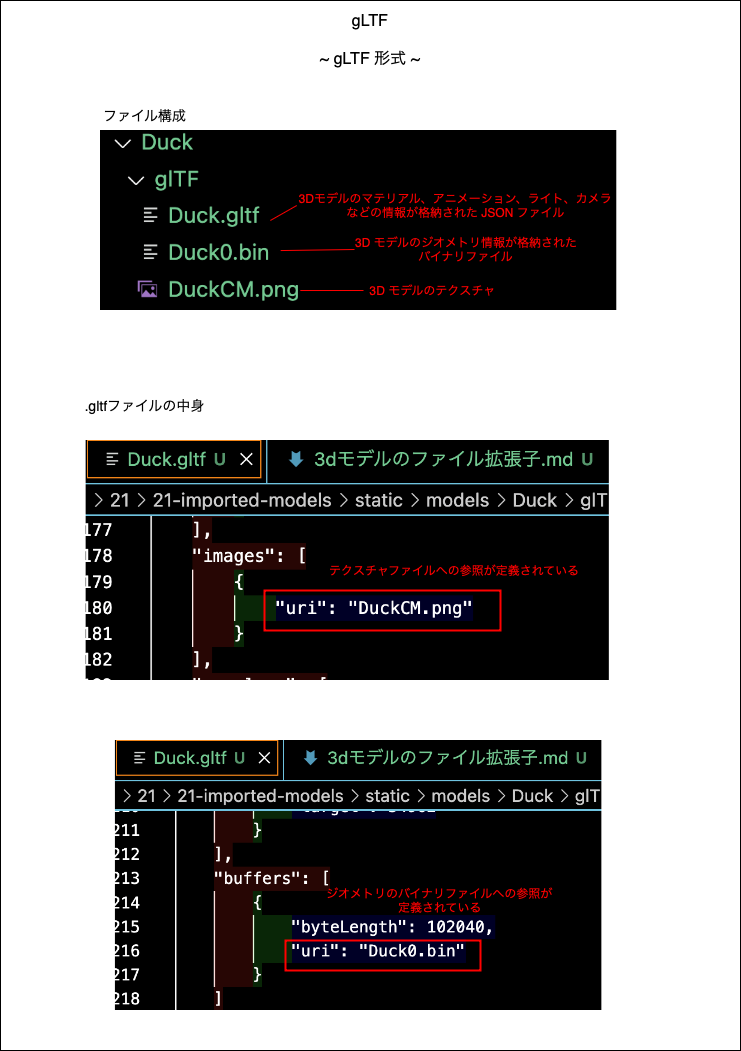 gLTF
~ gLTF 形式 ~
ファイル構成
Duck
glTF
Duck.gltf
3Dモデルのマテリアル、アニメーション、ライト、カメラ
などの情報が格納された JSON ファイル
Duck0.bin
3D モデルのジオメトリ情報が格納された
バイナリファイル
DuckCM.png
3D モデルのテクスチャ
.gltfファイルの中身
Duck.gltf U × 3dモデルのファイル拡張子.md U
> 21 > 21-imported-models > static > models > Duck > glT
177 ],
178 "images": [
テクスチャファイルへの参照が定義されている
179 {
180 "uri": "DuckCM.png"
181 }
182 ],
Duck.gltf U × 3dモデルのファイル拡張子.md U
> 21 > 21-imported-models > static > models > Duck > glT
211 }
212 ],
213 "buffers": [
ジオメトリのバイナリファイルへの参照が
214 {
定義されている
215 "byteLength": 102040,
216 "uri": "Duck0.bin"
217 }
218 ]